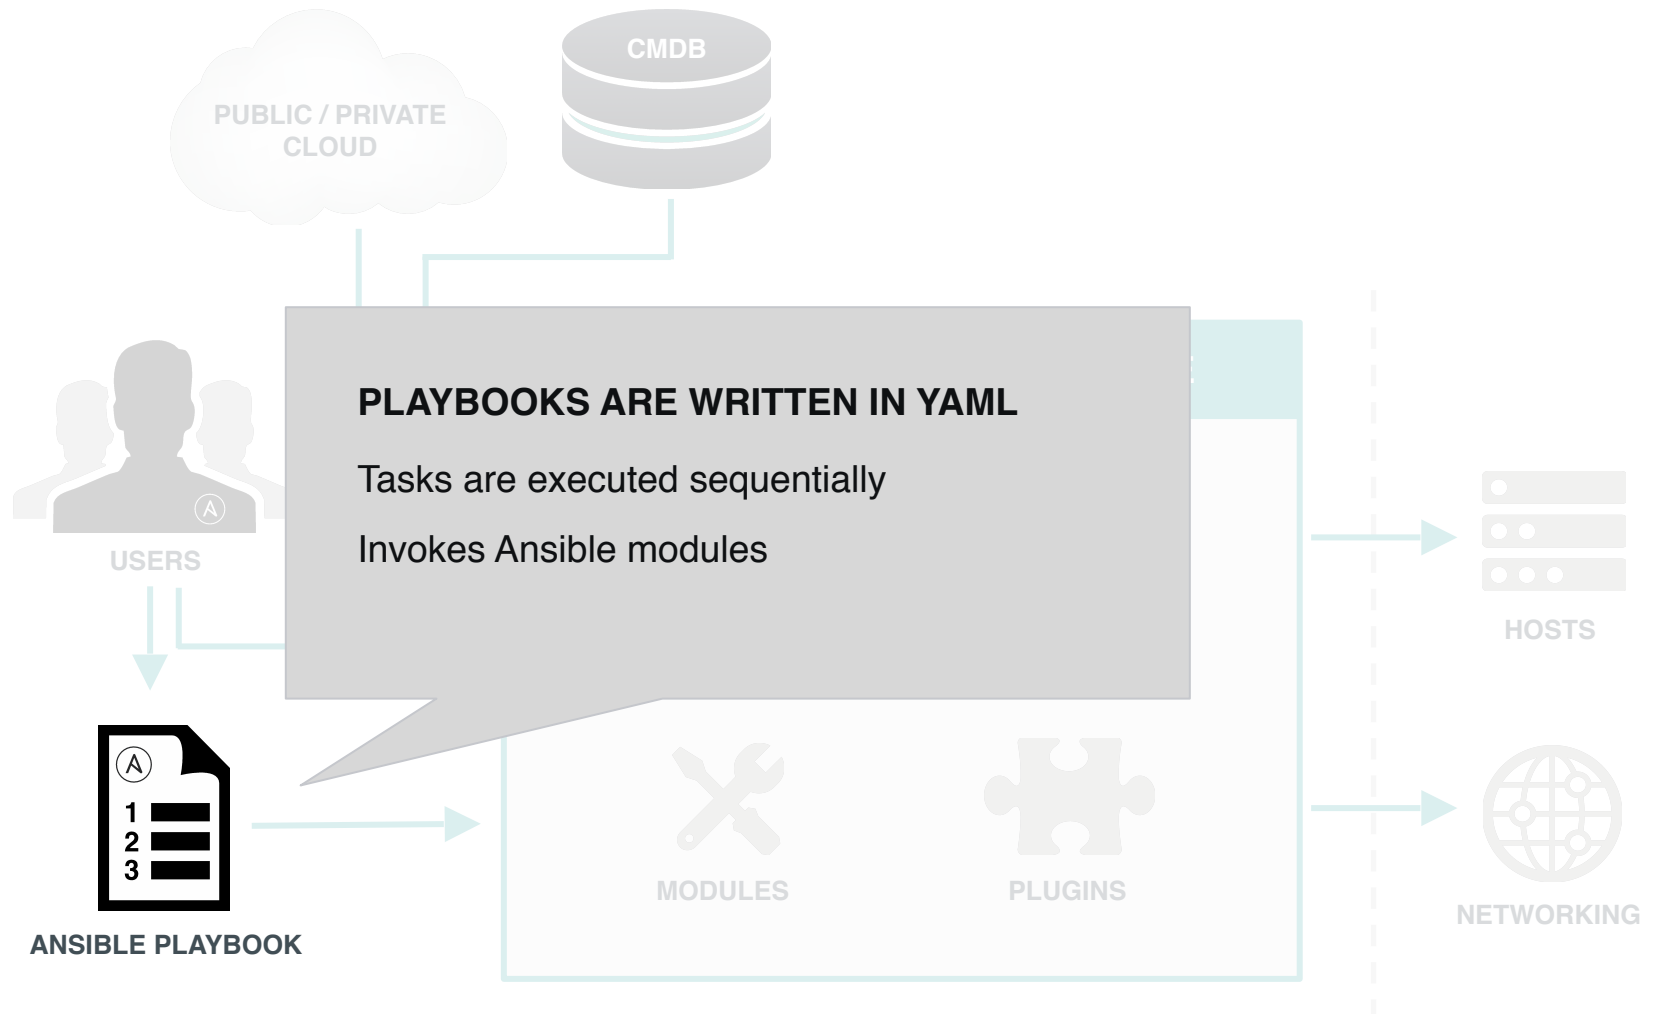 PUBLIC / PRIVATE
CLOUD
CMDB
PLAYBOOKS ARE WRITTEN IN YAML
Tasks are executed sequentially
Invokes Ansible modules
USERS
HOSTS
1
2
3
ANSIBLE PLAYBOOK
MODULES
PLUGINS
NETWORKING